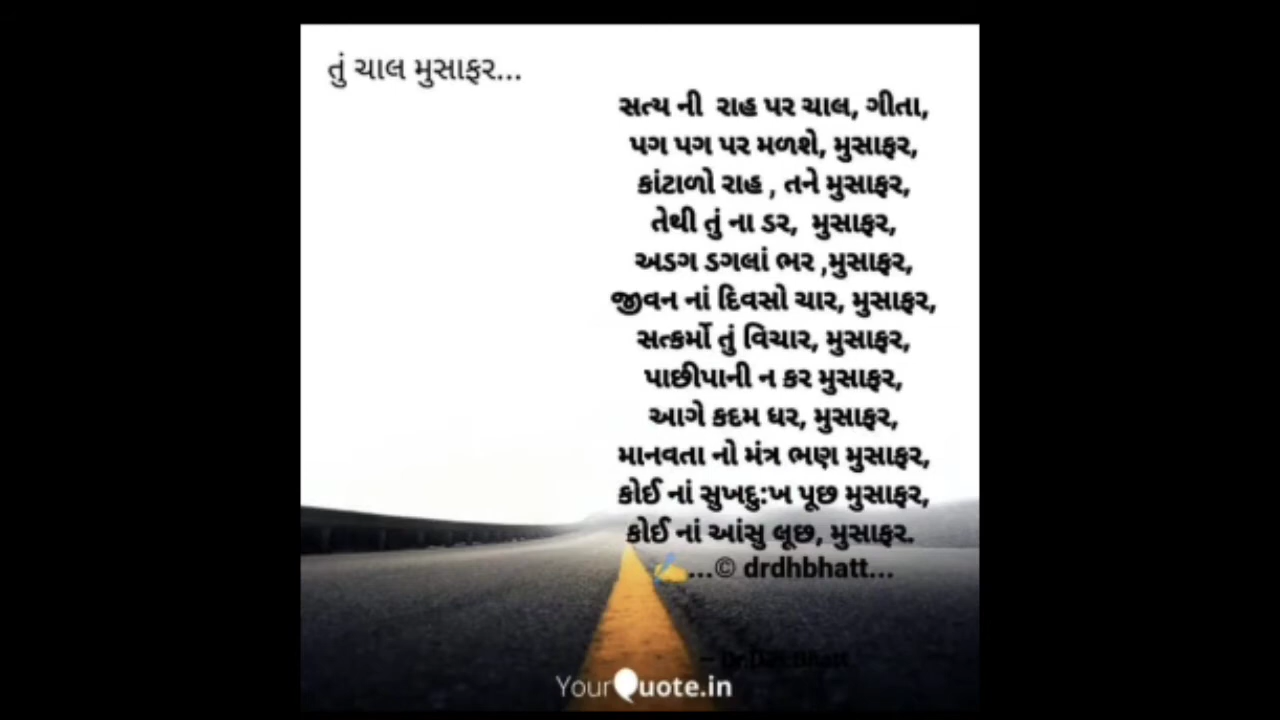 તું ચાલ મુસાફર...
સત્ય ની રાહ પર ચાલ, ગીતા,
પગ પગ પર મળશે, મુસાફર,
કાંટાળો રાહ , તને મુસાફર,
તેથી તું ના ડર, મુસાફર,
અડગ ડગલાં ભર ,મુસાફર,
જીવન નાં દિવસો ચાર, મુસાફર,
સત્કર્મો તું વિચાર, મુસાફર,
પાછીપાની ન કર મુસાફર,
આગે કદમ ધર, મુસાફર,
માનવતા નો મંત્ર ભણ મુસાફર,
કોઈ નાં સુખદુ:ખ પૂછ મુસાફર,
કોઈ નાં આંસુ લૂછ, મુસાફર.
✍️...© drdhbhatt...
YourQuote.in